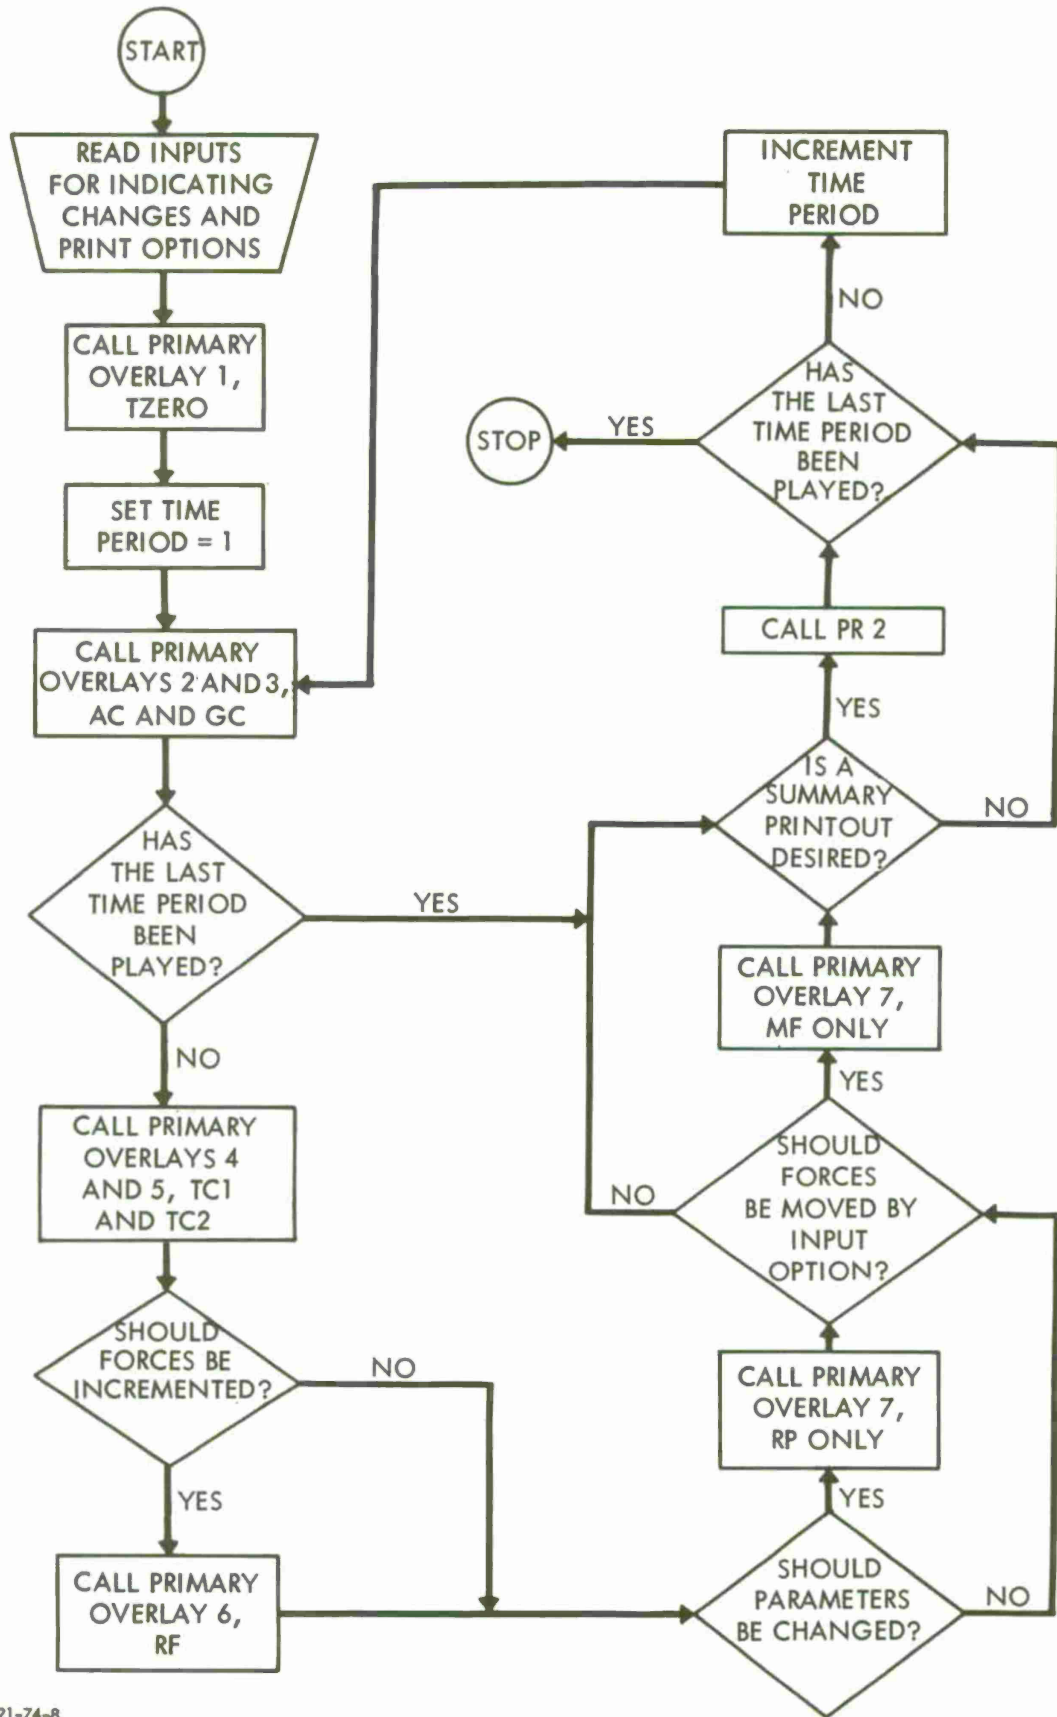 START
READ INPUTS
FOR INDICATING
CHANGES AND
PRINT OPTIONS
CALL PRIMARY
OVERLAY 1,
TZERO
SET TIME
PERIOD = 1
CALL PRIMARY
OVERLAYS 2 AND 3,
AC AND GC
HAS
THE LAST
TIME PERIOD
BEEN
PLAYED?
YES
NO
CALL PRIMARY
OVERLAYS 4
AND 5, TC1
AND TC2
SHOULD
FORCES BE
INCREMENTED?
NO
YES
CALL PRIMARY
OVERLAY 6,
RF
INCREMENT
TIME
PERIOD
NO
HAS
THE LAST
TIME PERIOD
BEEN
PLAYED?
YES
STOP
CALL PR 2
YES
IS A
SUMMARY
PRINTOUT
DESIRED?
NO
CALL PRIMARY
OVERLAY 7,
MF ONLY
YES
SHOULD
FORCES
BE MOVED BY
INPUT
OPTION?
NO
CALL PRIMARY
OVERLAY 7,
RP ONLY
YES
SHOULD
PARAMETERS
BE CHANGED?
NO
21-74-8